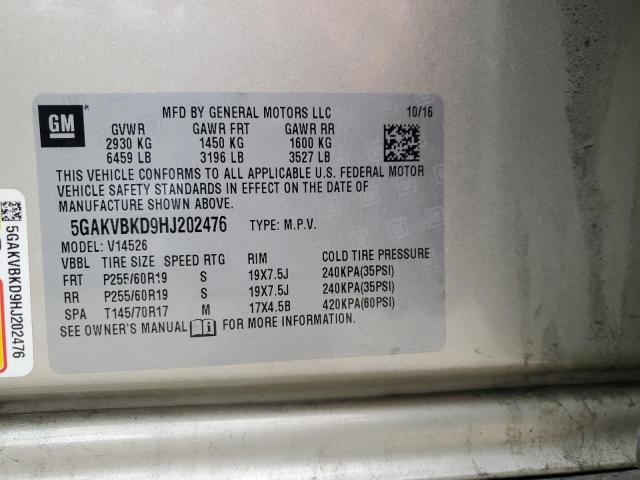 GM
MFD BY GENERAL MOTORS LLC 10/16
GVWR GAWR FRT GAWR RR
2930 KG 1450 KG 1600 KG
6459 LB 3196 LB 3527 LB
THIS VEHICLE CONFORMS TO ALL APPLICABLE U.S. FEDERAL MOTOR
VEHICLE SAFETY STANDARDS IN EFFECT ON THE DATE OF
MANUFACTURE SHOWN ABOVE.
5GAKVBKD9HJ202476 TYPE: M.P.V.
MODEL: V14526
VBBL TIRE SIZE SPEED RTG RIM COLD TIRE PRESSURE
FRT P255/60R19 S 19X7.5J 240KPA(35PSI)
RR P255/60R19 S 19X7.5J 240KPA(35PSI)
SPA T145/70R17 M 17X4.5B 420KPA(60PSI)
SEE OWNER'S MANUAL FOR MORE INFORMATION.
5GAKVBKD9HJ202476